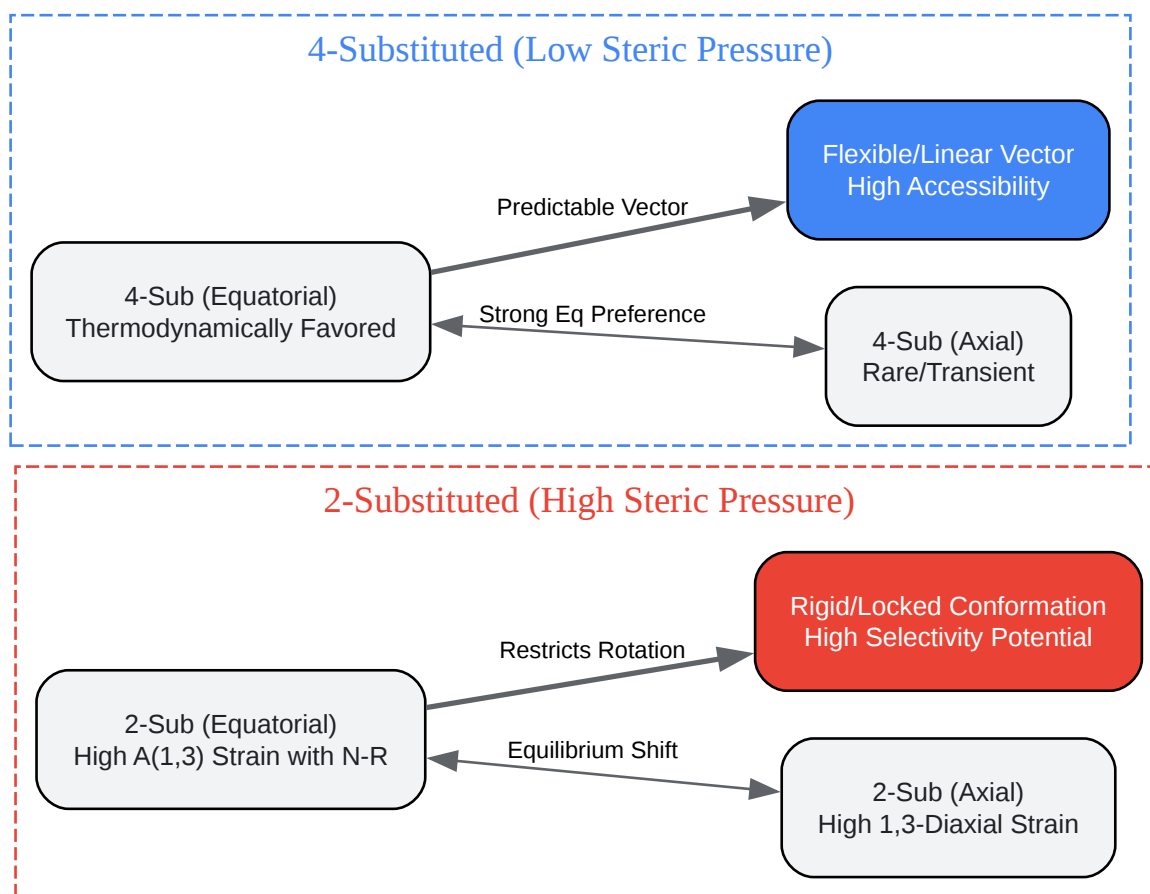 4-Substituted (Low Steric Pressure)
Flexible/Linear Vector
High Accessibility
Predictable Vector
4-Sub (Equatorial)
Thermodynamically Favored
Strong Eq Preference
4-Sub (Axial)
Rare/Transient
2-Substituted (High Steric Pressure)
Rigid/Locked Conformation
High Selectivity Potential
Restricts Rotation
2-Sub (Equatorial)
High A(1,3) Strain with N-R
Equilibrium Shift
2-Sub (Axial)
High 1,3-Diaxial Strain